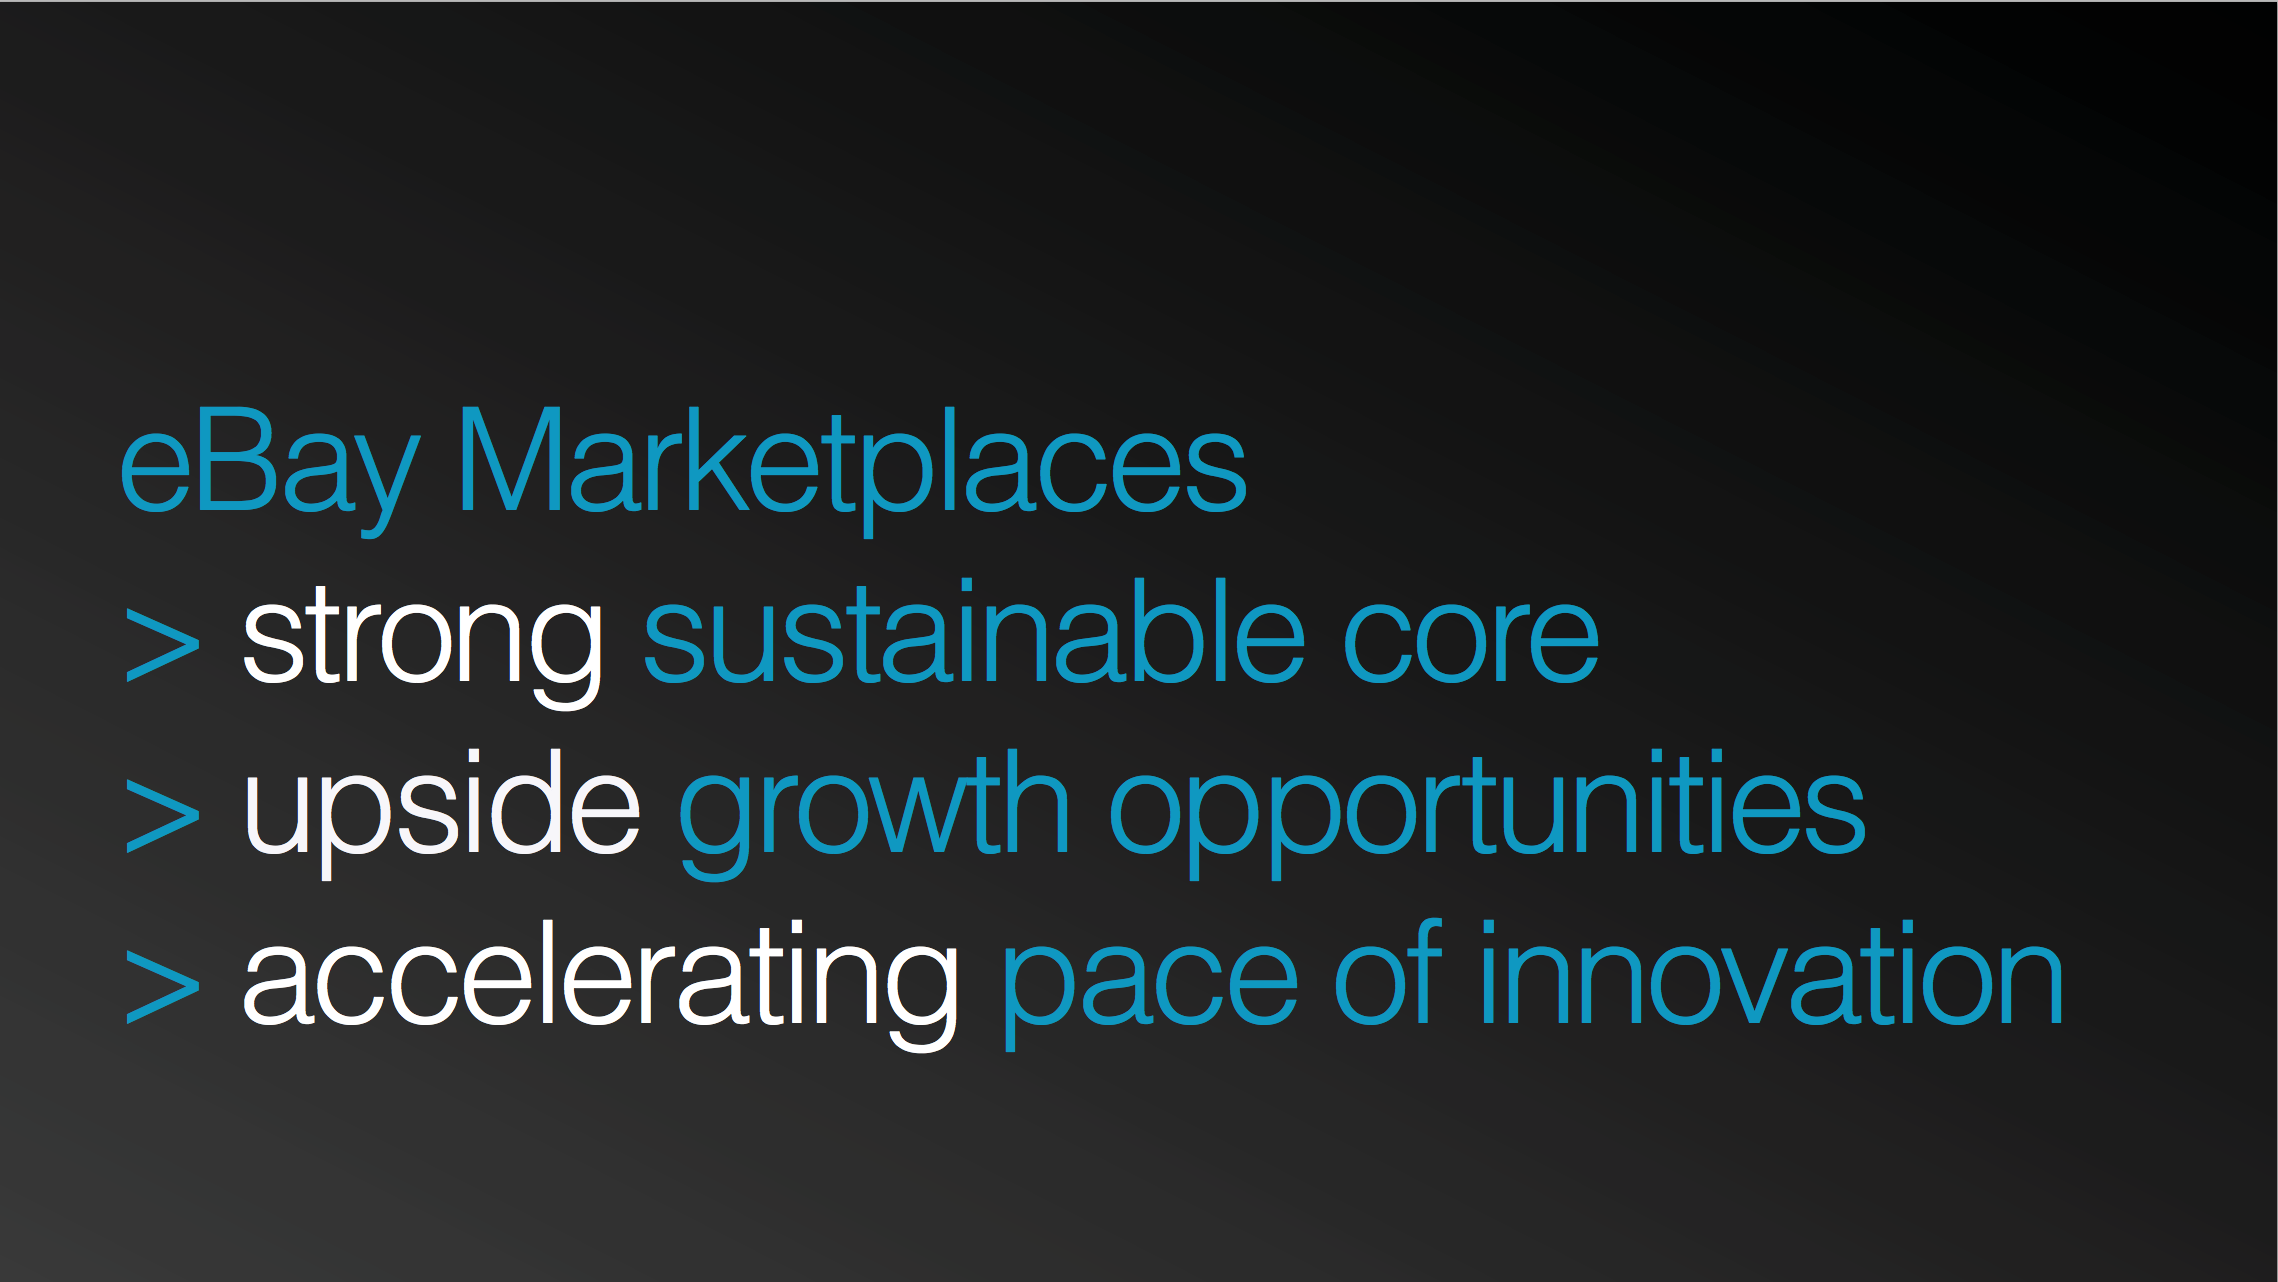 eBay Marketplaces
> strong sustainable core
> upside growth opportunities
> accelerating pace of innovation